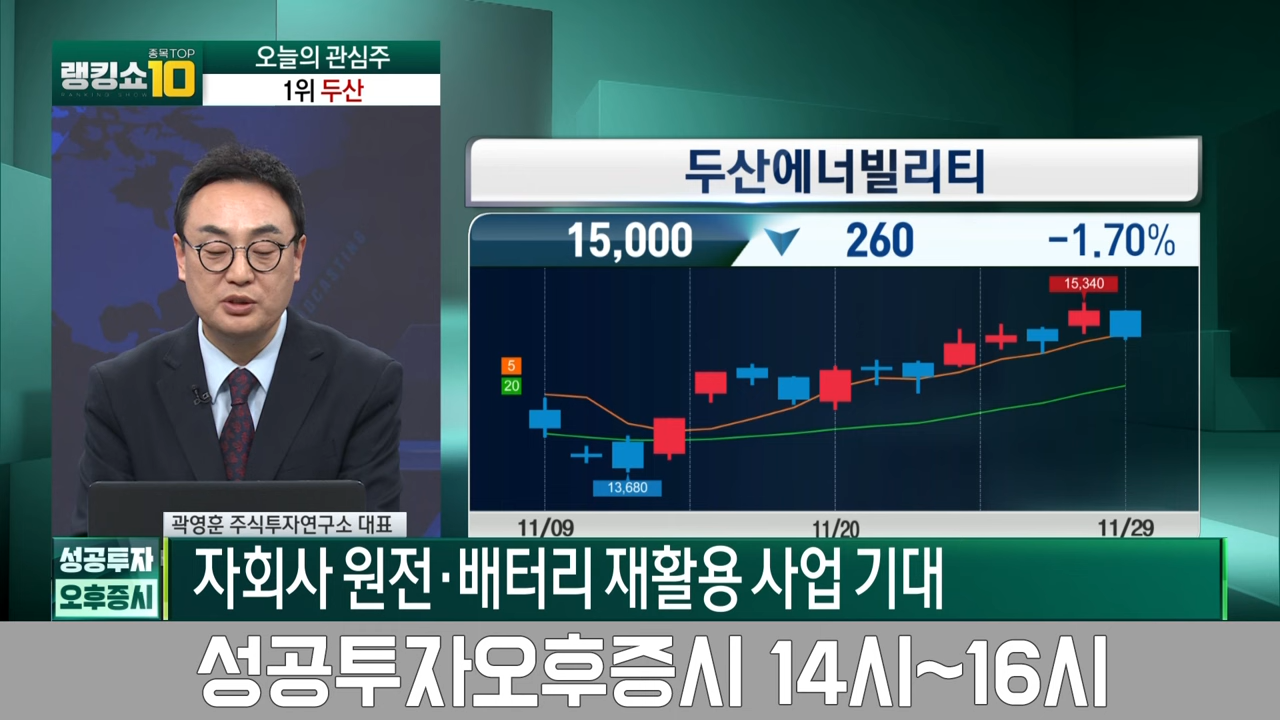 종목TOP
랭킹쇼10
RANKING SHOW
오늘의 관심주
1위 두산
두산에너빌리티
15,000 ▼ 260 -1.70%
15,340
5
20
13,680
11/09 11/20 11/29
곽영훈 주식투자연구소 대표
성공투자
오후증시
자회사 원전·배터리 재활용 사업 기대
성공투자오후증시 14시~16시